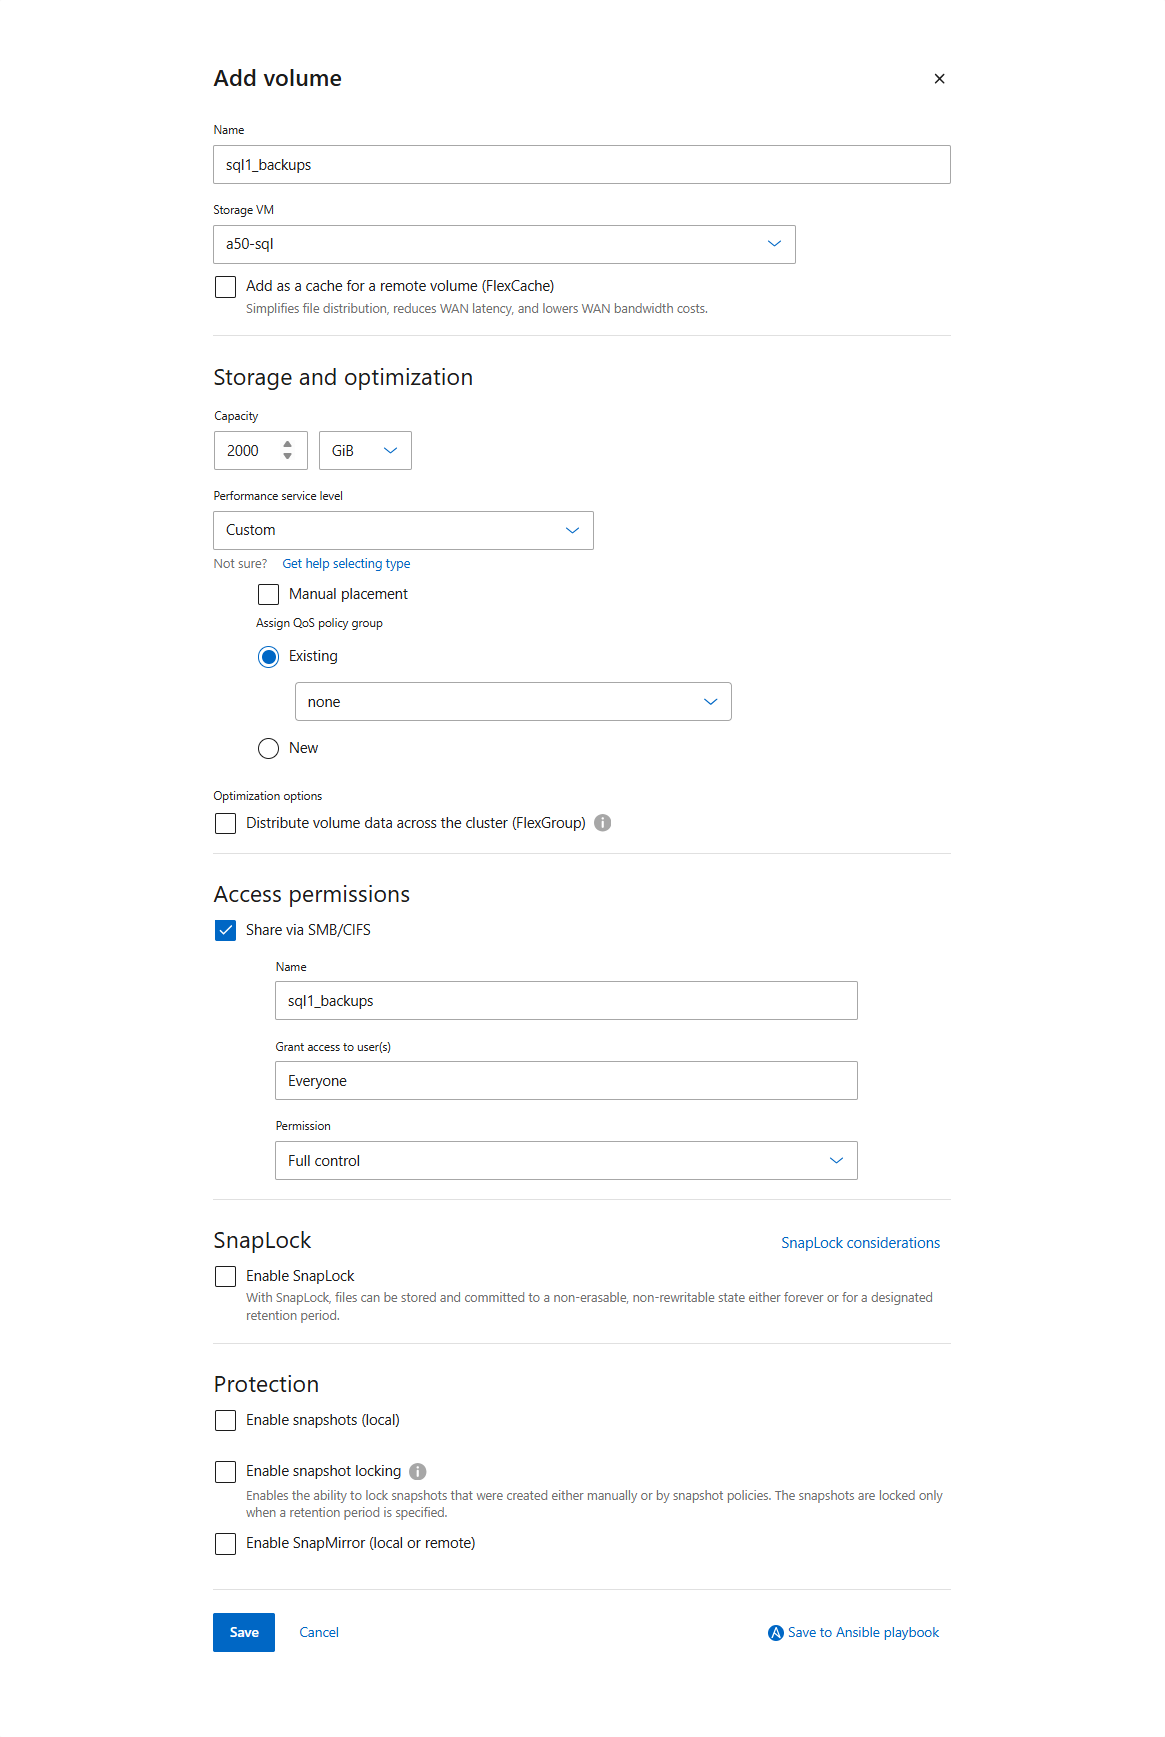 Add volume
Name
sql1_backups
Storage VM
a50-sql
Add as a cache for a remote volume (FlexCache)
Simplifies file distribution, reduces WAN latency, and lowers WAN bandwidth costs.
Storage and optimization
Capacity
2000 GiB
Performance service level
Custom
Not sure? Get help selecting type
Manual placement
Assign QoS policy group
Existing
none
New
Optimization options
Distribute volume data across the cluster (FlexGroup)
Access permissions
Share via SMB/CIFS
Name
sql1_backups
Grant access to user(s)
Everyone
Permission
Full control
SnapLock SnapLock considerations
Enable SnapLock
With SnapLock, files can be stored and committed to a non-erasable, non-rewritable state either forever or for a designated
retention period.
Protection
Enable snapshots (local)
Enable snapshot locking
Enables the ability to lock snapshots that were created either manually or by snapshot policies. The snapshots are locked only
when a retention period is specified.
Enable SnapMirror (local or remote)
Save Cancel Save to Ansible playbook